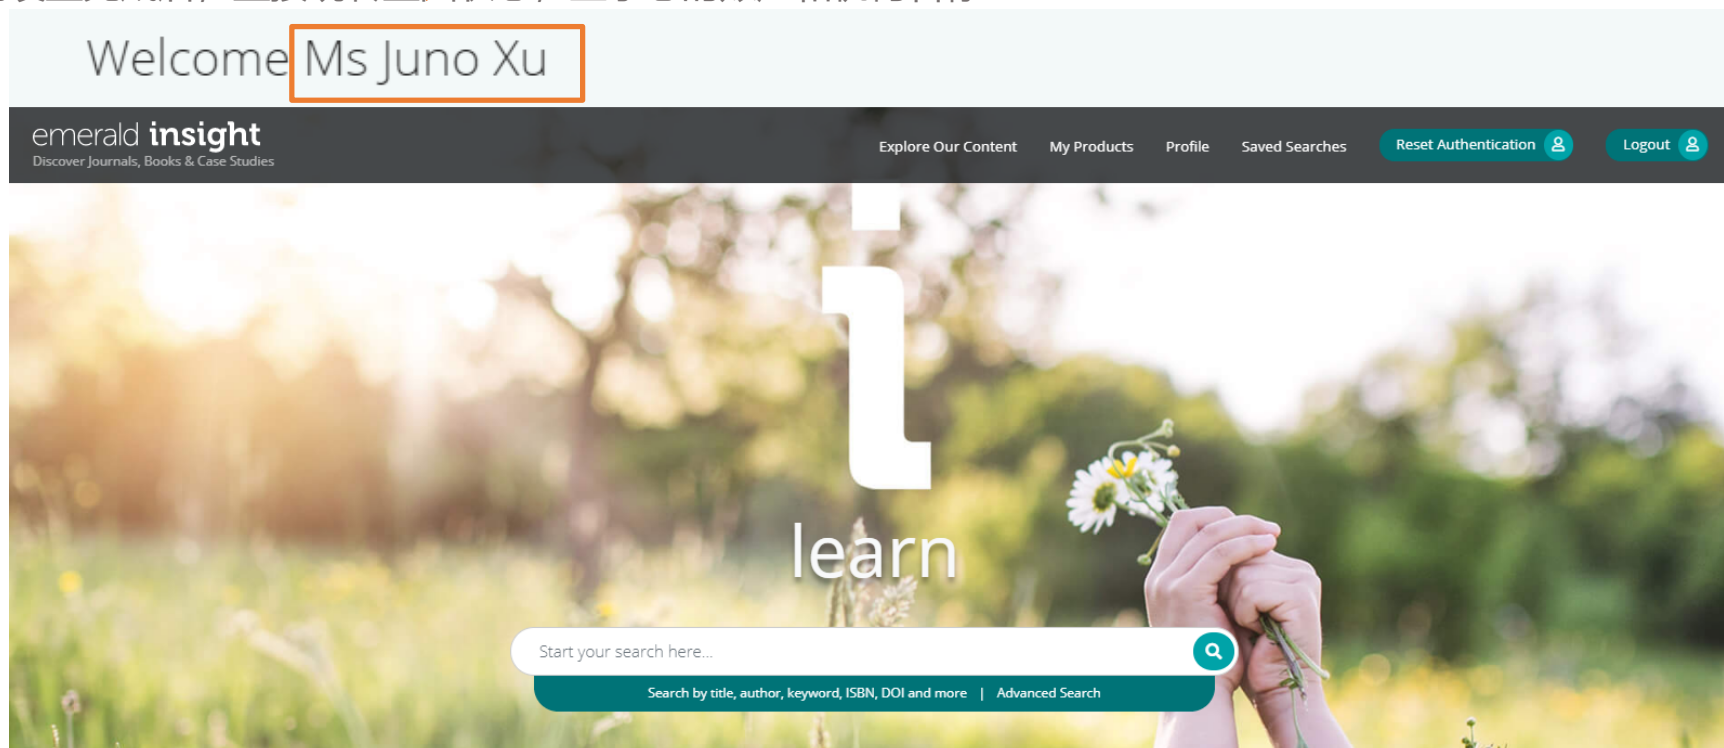 Welcome Ms Juno Xu
emerald insight
Discover Journals, Books & Case Studies
Explore Our Content My Products Profile Saved Searches Reset Authentication Logout
i
learn
Start your search here...
Search by title, author, keyword, ISBN, DOI and more | Advanced Search